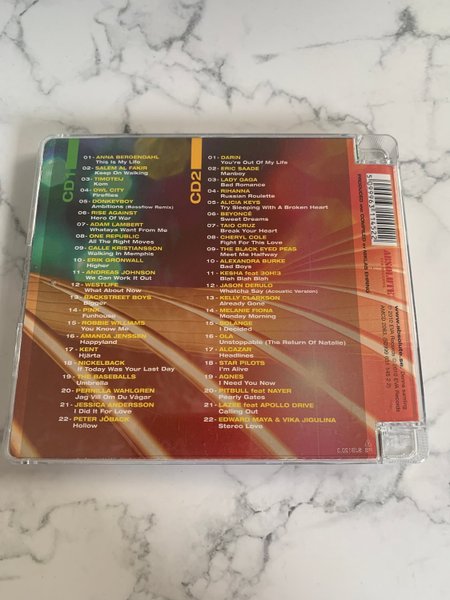 CD1
01 - ANNA BERGENDAHL
This Is My Life
02 - SALEM AL FAKIR
Keep On Walking
03 - TIMOTEIJ
Kom
04 - OWL CITY
Fireflies
05 - DONKEYBOY
Ambitions (Bassflow Remix)
06 - RISE AGAINST
Hero Of War
07 - ADAM LAMBERT
Whataya Want From Me
08 - ONE REPUBLIC
All The Right Moves
09 - CALLE KRISTIANSSON
Walking In Memphis
10 - ERIK GRÖNWALL
Higher
11 - ANDREAS JOHNSON
We Can Work It Out
12 - WESTLIFE
What About Now
13 - BACKSTREET BOYS
Bigger
14 - PINK
Funhouse
15 - ROBBIE WILLIAMS
You Know Me
16 - AMANDA JENSSEN
Happyland
17 - KENT
Hjärta
18 - NICKELBACK
If Today Was Your Last Day
19 - THE BASEBALLS
Umbrella
20 - PERNILLA WAHLGREN
Jag Vill Om Du Vågar
21 - JESSICA ANDERSSON
I Did It For Love
22 - PETER JÖBACK
Hollow
CD2
01 - DARIN
You're Out Of My Life
02 - ERIC SAADE
Manboy
03 - LADY GAGA
Bad Romance
04 - RIHANNA
Russian Roulette
05 - ALICIA KEYS
Try Sleeping With A Broken Heart
06 - BEYONCÉ
Sweet Dreams
07 - TAIO CRUZ
Break Your Heart
08 - CHERYL COLE
Fight For This Love
09 - THE BLACK EYED PEAS
Meet Me Halfway
10 - ALEXANDRA BURKE
Bad Boys
11 - KESHA feat 3OH!3
Blah Blah Blah
12 - JASON DERULO
Whatcha Say (Acoustic Version)
13 - KELLY CLARKSON
Already Gone
14 - MELANIE FIONA
Monday Morning
15 - SOLANGE
I Decided
16 -
Unstoppable (The Return Of Natalie)
17 - ALCAZAR
Headlines
18 - STAR PILOTS
I'm Alive
19 - AGNES
I Need You Now
20 - PITBULL feat NAYER
Pearly Gates
21 - LAZEE feat APOLLO DRIVE
Calling Out
22 - EDWARD MAYA & VIKA JIGULINA
Stereo Love
www.absolute.se